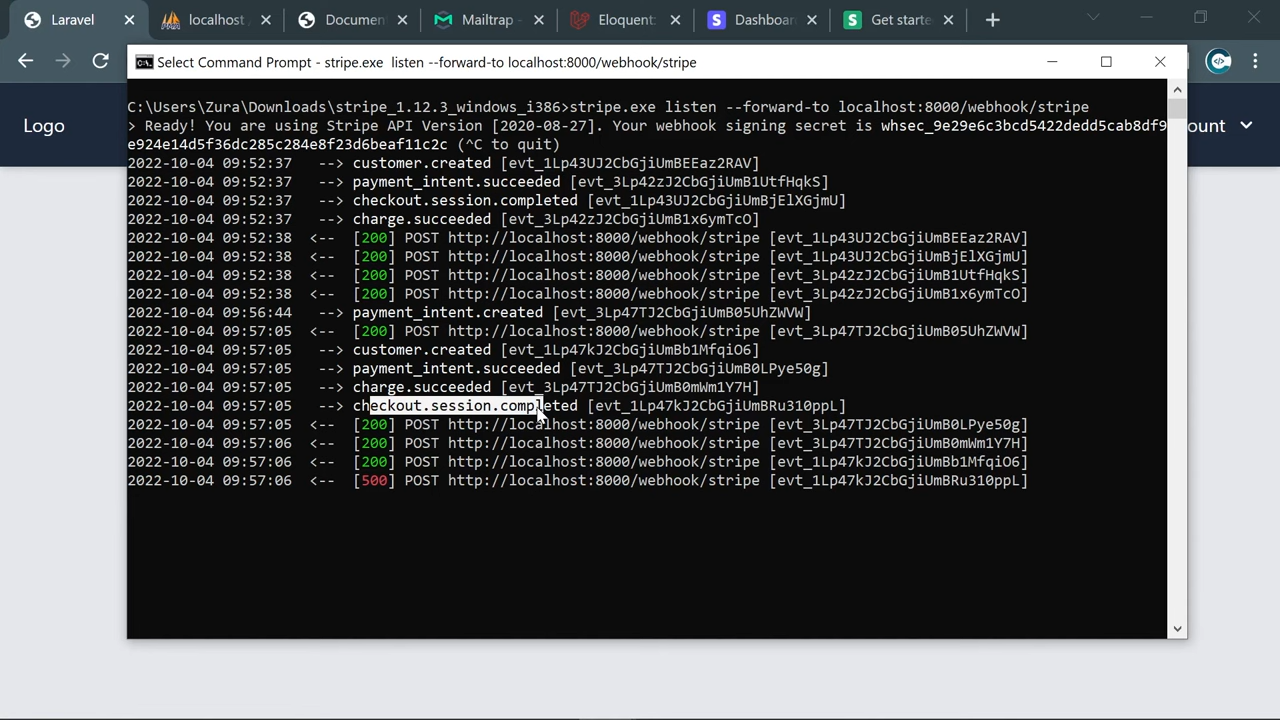 Laravel
localhost
Documen
Mailtrap -
Eloquent:
Dashboar
Get starte
Select Command Prompt - stripe.exe  listen --forward-to localhost:8000/webhook/stripe
Logo
ount
C:\Users\Zura\Downloads\stripe_1.12.3_windows_i386>stripe.exe listen --forward-to localhost:8000/webhook/stripe
> Ready! You are using Stripe API Version [2020-08-27]. Your webhook signing secret is whsec_9e29e6c3bcd5422dedd5cab8df9
e924e14d5f36dc285c284e8f23d6beaf11c2c (^C to quit)
2022-10-04 09:52:37   --> customer.created [evt_1Lp43UJ2CbGjiUmBEEaz2RAV]
2022-10-04 09:52:37   --> payment_intent.succeeded [evt_3Lp42zJ2CbGjiUmB1UtfHqkS]
2022-10-04 09:52:37   --> checkout.session.completed [evt_1Lp43UJ2CbGjiUmBjElXGjmU]
2022-10-04 09:52:37   --> charge.succeeded [evt_3Lp42zJ2CbGjiUmB1x6ymTcO]
2022-10-04 09:52:38  <--  [200] POST http://localhost:8000/webhook/stripe [evt_1Lp43UJ2CbGjiUmBEEaz2RAV]
2022-10-04 09:52:38  <--  [200] POST http://localhost:8000/webhook/stripe [evt_1Lp43UJ2CbGjiUmBjElXGjmU]
2022-10-04 09:52:38  <--  [200] POST http://localhost:8000/webhook/stripe [evt_3Lp42zJ2CbGjiUmB1UtfHqkS]
2022-10-04 09:52:38  <--  [200] POST http://localhost:8000/webhook/stripe [evt_3Lp42zJ2CbGjiUmB1x6ymTcO]
2022-10-04 09:56:44   --> payment_intent.created [evt_3Lp47TJ2CbGjiUmB05UhZWVW]
2022-10-04 09:57:05  <--  [200] POST http://localhost:8000/webhook/stripe [evt_3Lp47TJ2CbGjiUmB05UhZWVW]
2022-10-04 09:57:05   --> customer.created [evt_1Lp47kJ2CbGjiUmBb1MfqiO6]
2022-10-04 09:57:05   --> payment_intent.succeeded [evt_3Lp47TJ2CbGjiUmB0LPye50g]
2022-10-04 09:57:05   --> charge.succeeded [evt_3Lp47TJ2CbGjiUmB0mWm1Y7H]
2022-10-04 09:57:05   --> checkout.session.completed [evt_1Lp47kJ2CbGjiUmBRu310ppL]
2022-10-04 09:57:05  <--  [200] POST http://localhost:8000/webhook/stripe [evt_3Lp47TJ2CbGjiUmB0LPye50g]
2022-10-04 09:57:06  <--  [200] POST http://localhost:8000/webhook/stripe [evt_3Lp47TJ2CbGjiUmB0mWm1Y7H]
2022-10-04 09:57:06  <--  [200] POST http://localhost:8000/webhook/stripe [evt_1Lp47kJ2CbGjiUmBb1MfqiO6]
2022-10-04 09:57:06  <--  [500] POST http://localhost:8000/webhook/stripe [evt_1Lp47kJ2CbGjiUmBRu310ppL]